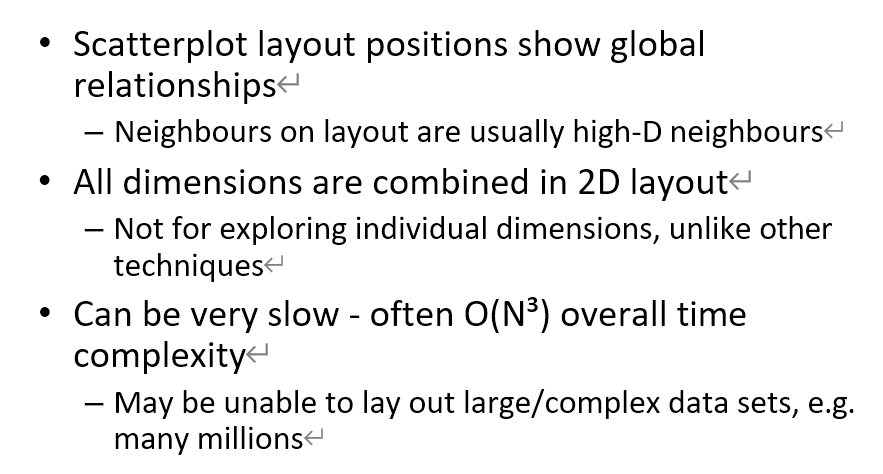 • Scatterplot layout positions show global
relationships↵
– Neighbours on layout are usually high-D neighbours↵
• All dimensions are combined in 2D layout↵
– Not for exploring individual dimensions, unlike other
techniques↵
• Can be very slow - often O(N³) overall time
complexity↵
– May be unable to lay out large/complex data sets, e.g.
many millions↵